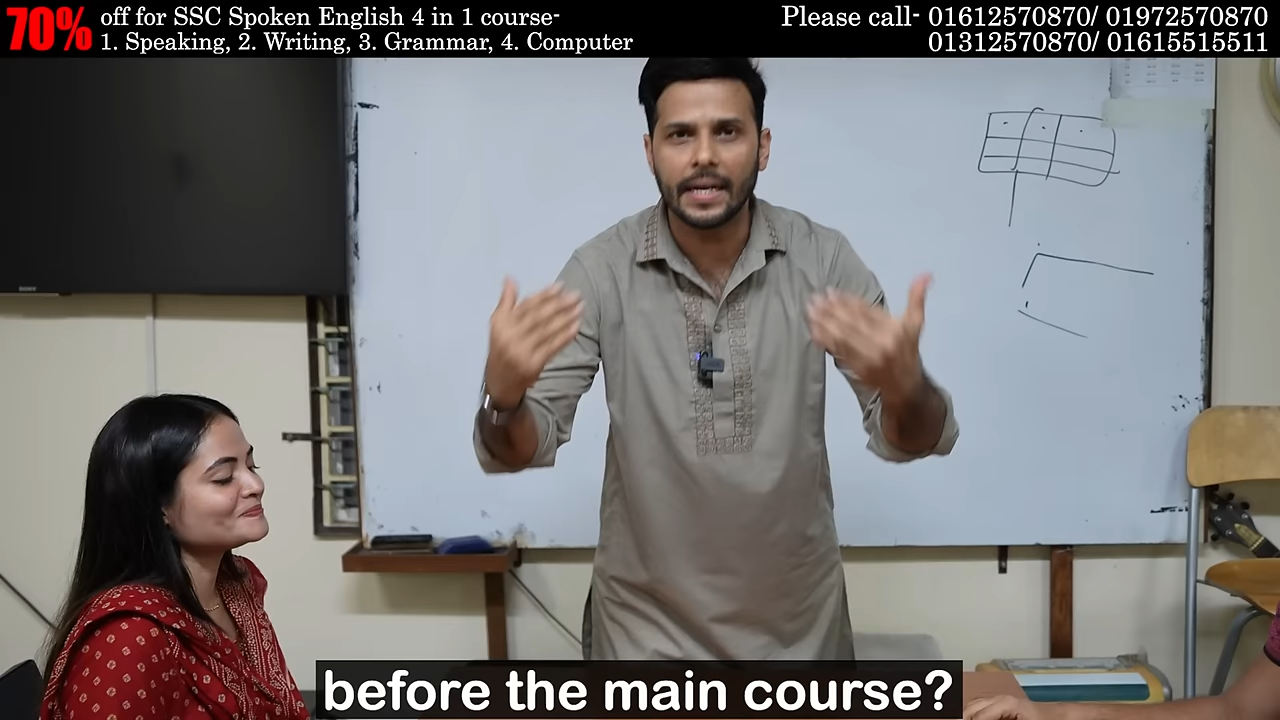 70% off for SSC Spoken English 4 in 1 course-
1. Speaking, 2. Writing, 3. Grammar, 4. Computer
Please call- 01612570870/ 01972570870
01312570870/ 01615515511
SONY
before the main course?